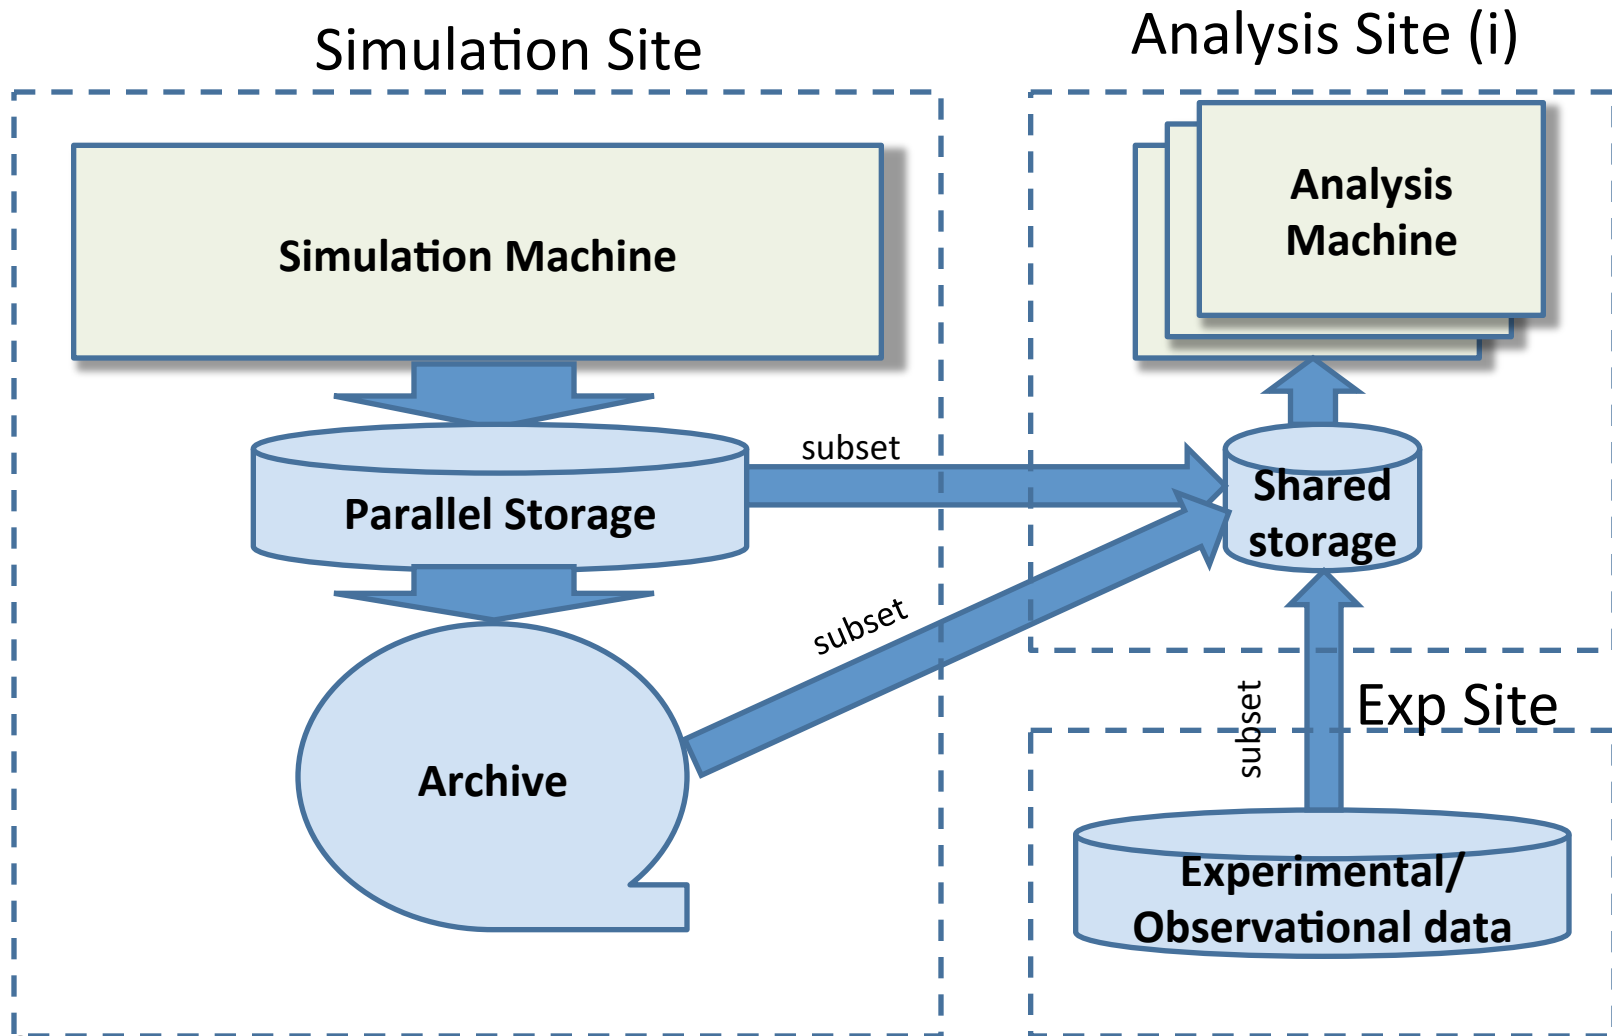 Simulation Site
Analysis Site (i)
Simulation Machine
Analysis
Machine
subset
Parallel Storage
Shared
storage
subset
Archive
subset
Exp Site
Experimental/
Observational data